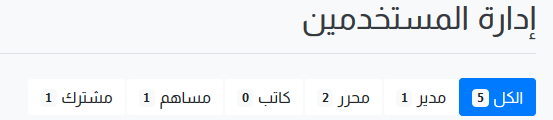 إدارة المستخدمين
الكل 5 مدير 1 محرر 2 كاتب 0 مساهم 1 مشترك 1